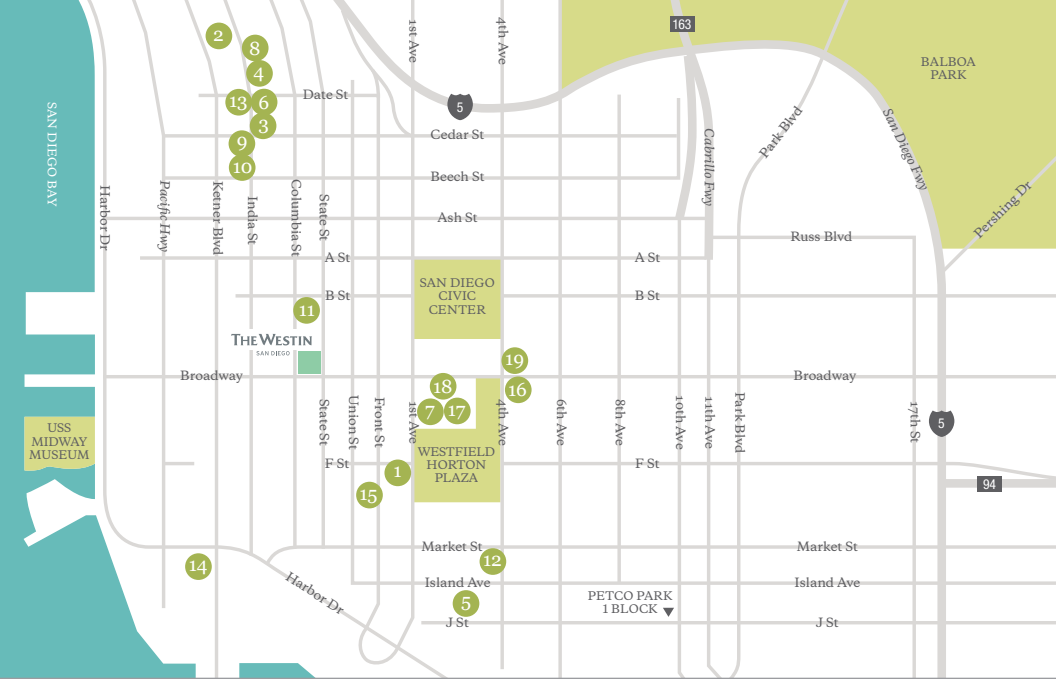 2
8
4
13
6
3
9
10
1st Ave
4th Ave
163
BALBOA
PARK
SAN DIEGO BAY
Date St
5
Cedar St
Beech St
Park Blvd
San Diego Fwy
Cabrillo Fwy
Pershing Dr
Harbor Dr
Pacific Hwy
Ketner Blvd
India St
Columbia St
State St
Ash St
Russ Blvd
A St
A St
SAN DIEGO
CIVIC
CENTER
B St
B St
11
THE WESTIN
SAN DIEGO
19
Broadway
Broadway
18
16
7
17
State St
Union St
Front St
1st Ave
4th Ave
6th Ave
8th Ave
10th Ave
11th Ave
Park Blvd
17th St
5
USS
MIDWAY
MUSEUM
WESTFIELD
HORTON
PLAZA
F St
F St
1
15
94
Market St
Market St
12
14
Harbor Dr
Island Ave
Island Ave
5
PETCO PARK
1 BLOCK
J St
J St